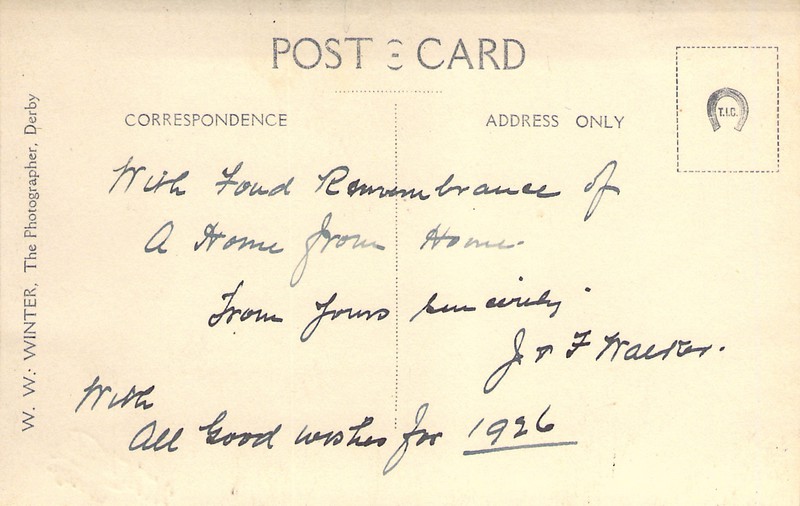 POST CARD
CORRESPONDENCE
ADDRESS ONLY
T.I.C.
W. W. WINTER, The Photographer, Derby
With Fond Remembrance of
A Home from Home.
From Yours Sincerely
J & F Walker.
With
All Good wishes for 1926